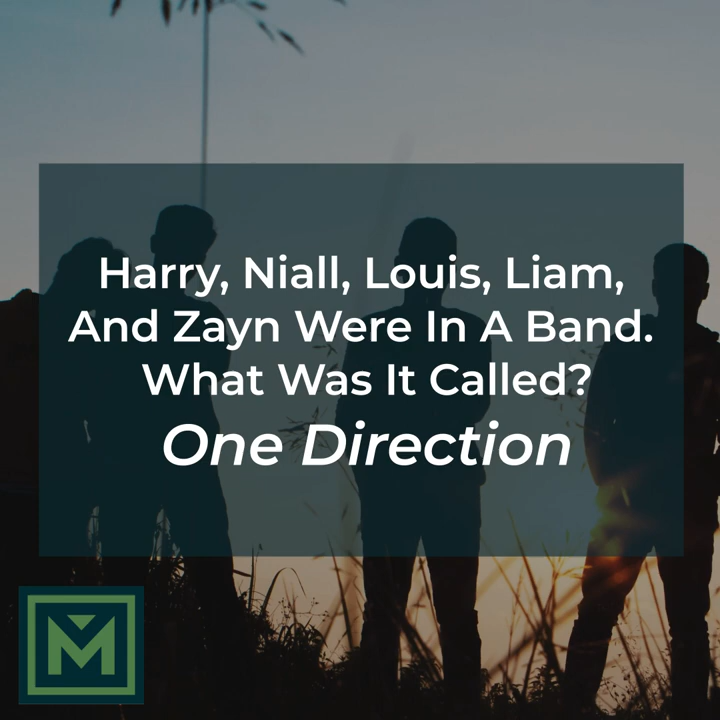 Harry, Niall, Louis, Liam,
And Zayn Were In A Band.
What Was It Called?
One Direction
M